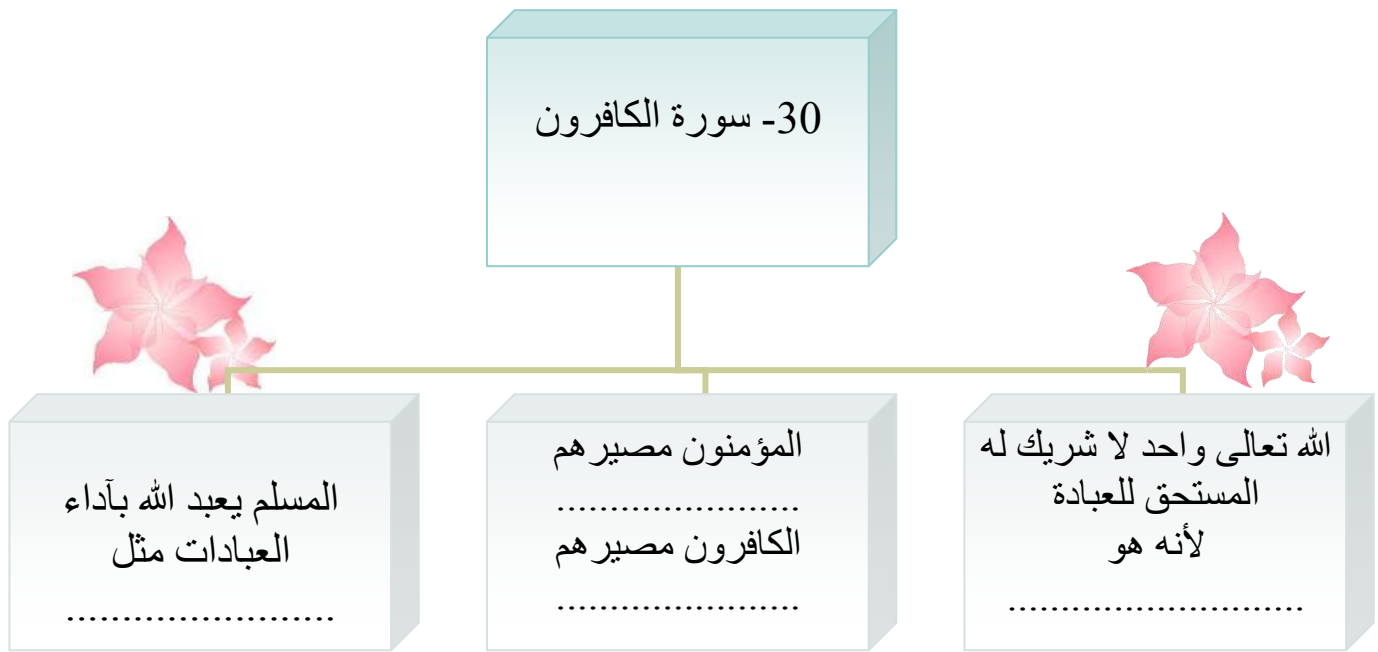 30- سورة الكافرون
الله تعالى واحد لا شريك له
المستحق للعبادة
لأنه هو
............................
المؤمنون مصيرهم
.......................
الكافرون مصيرهم
.......................
المسلم يعبد الله بآداء
العبادات مثل
........................